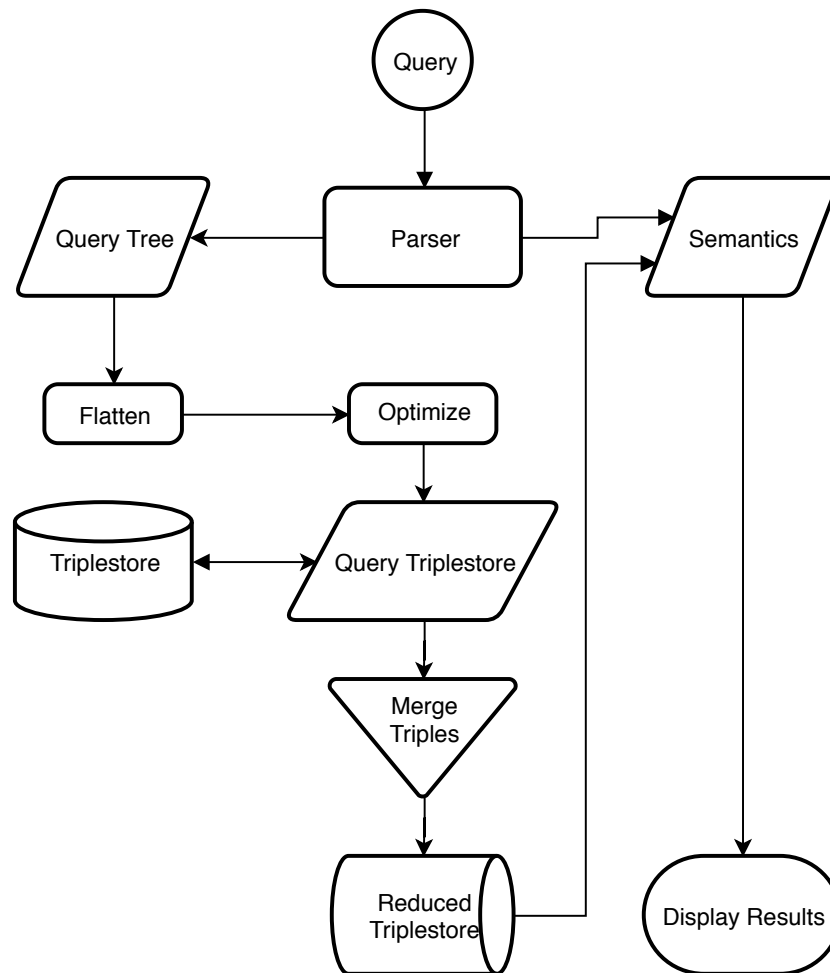 Query
Query Tree
Parser
Semantics
Flatten
Optimize
Triplestore
Query Triplestore
Merge
Triples
Reduced
Triplestore
Display Results